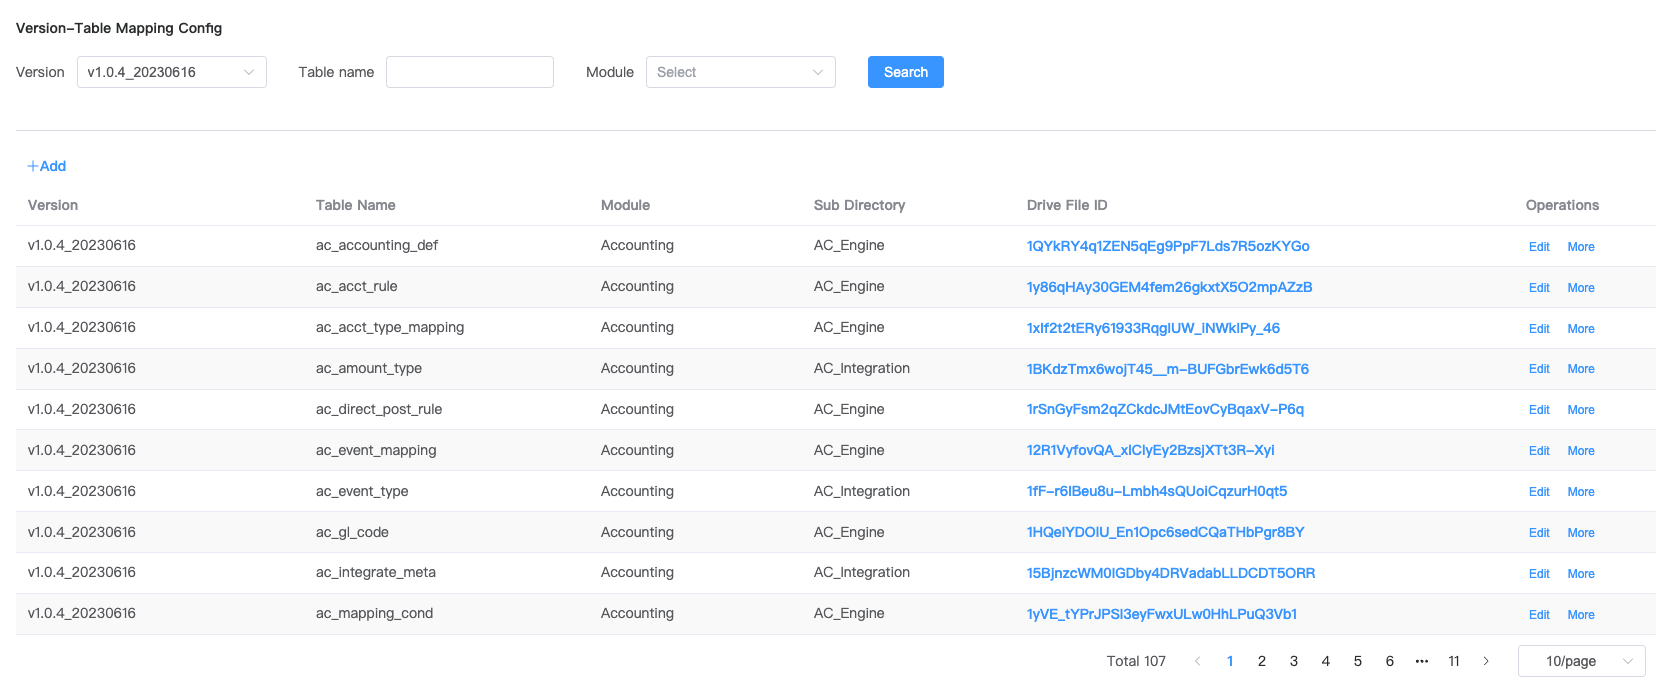 Version-Table Mapping Config
Version v1.0.4_20230616 Table name Module Select Search
+Add
Version Table Name Module Sub Directory Drive File ID Operations
v1.0.4_20230616 ac_accounting_def Accounting AC_Engine 1QYkRY4q1ZEN5qEg9PpF7Lds7R5ozKYGo Edit More
v1.0.4_20230616 ac_acct_rule Accounting AC_Engine 1y86qHAy30GEM4fem26gkxtX5O2mpAZzB Edit More
v1.0.4_20230616 ac_acct_type_mapping Accounting AC_Engine 1xIf2t2tERy61933RqglUW_iNWklPy_46 Edit More
v1.0.4_20230616 ac_amount_type Accounting AC_Integration 1BKdzTmx6wojT45__m-BUFGbrEwk6d5T6 Edit More
v1.0.4_20230616 ac_direct_post_rule Accounting AC_Engine 1rSnGyFsm2qZCkdcJMtEovCyBqaxV-P6q Edit More
v1.0.4_20230616 ac_event_mapping Accounting AC_Engine 12R1VyfovQA_xlClyEy2BzsjXTt3R-Xyi Edit More
v1.0.4_20230616 ac_event_type Accounting AC_Integration 1fF-r6IBeu8u-Lmbh4sQUoiCqzurH0qt5 Edit More
v1.0.4_20230616 ac_gl_code Accounting AC_Engine 1HQelYDOlU_En1Opc6sedCQaTHbPgr8BY Edit More
v1.0.4_20230616 ac_integrate_meta Accounting AC_Integration 15BjnzcWM0IGDby4DRVadabLLDCDT5ORR Edit More
v1.0.4_20230616 ac_mapping_cond Accounting AC_Engine 1yVE_tYPrJPSI3eyFwxULw0HhLPuQ3Vb1 Edit More
Total 107 < 1 2 3 4 5 6 ••• 11 > 10/page